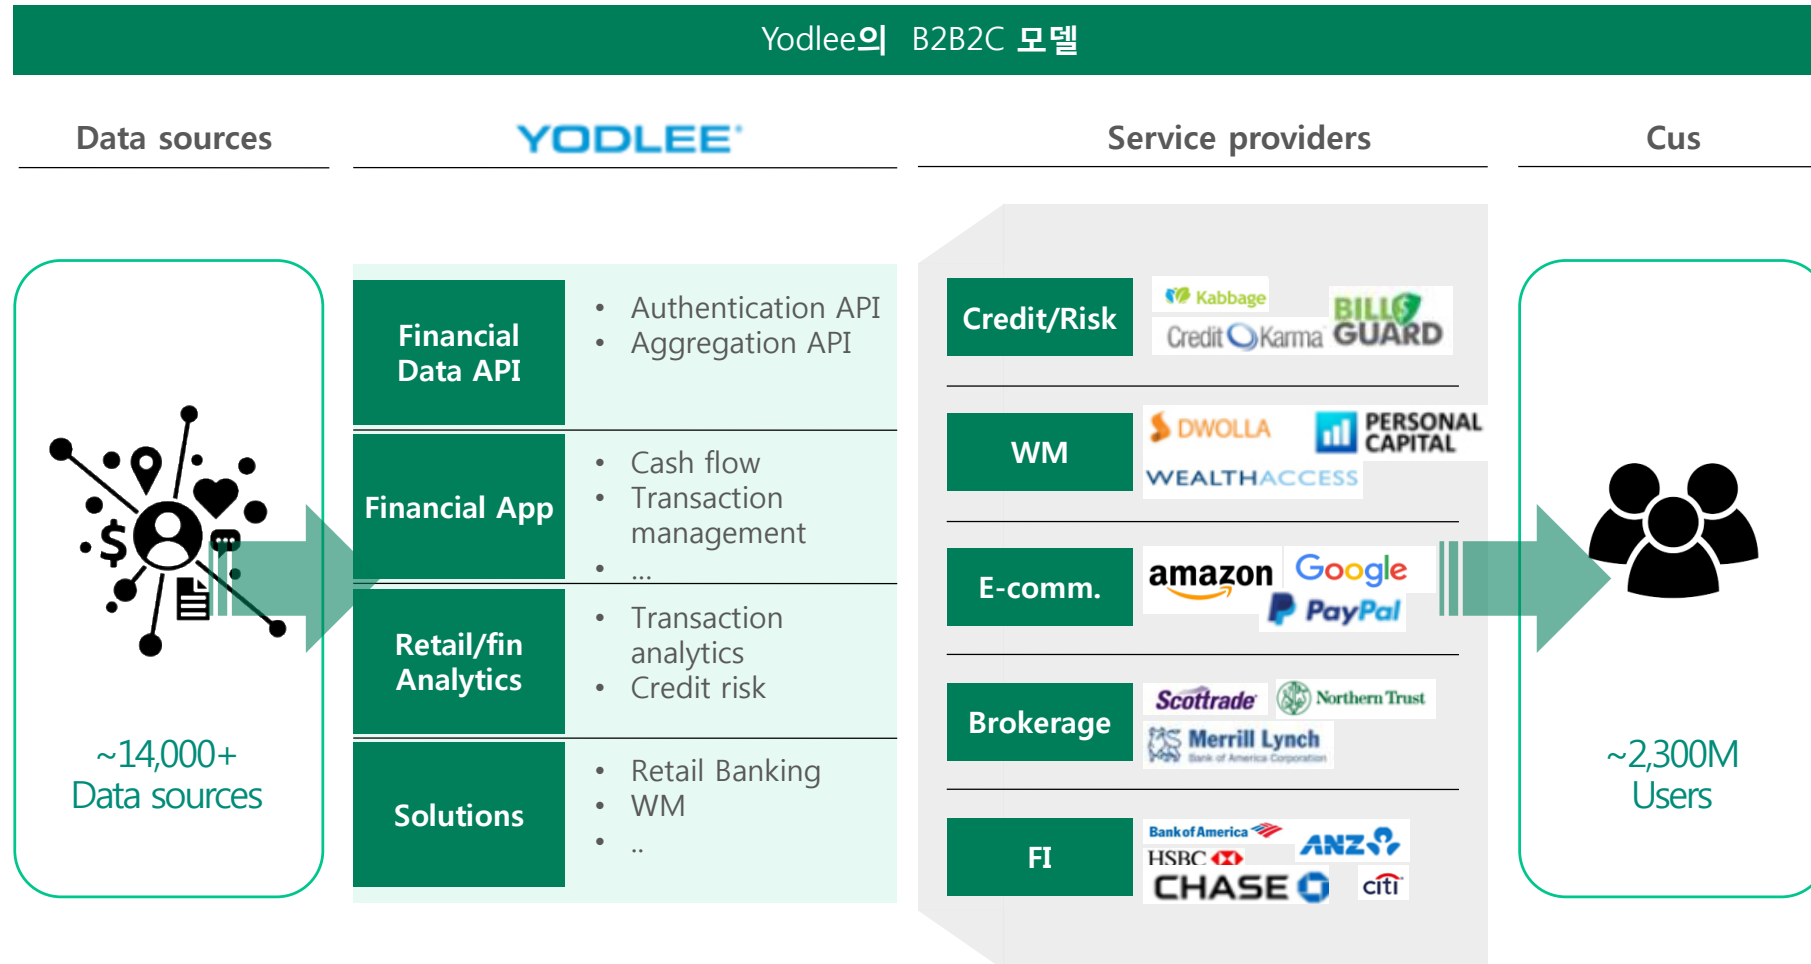 Yodlee의 B2B2C 모델
Data sources
YODLEE
Service providers
Cus
~14,000+
Data sources
Financial
Data API
• Authentication API
• Aggregation API
Financial App
• Cash flow
• Transaction
management
• ...
Retail/fin
Analytics
• Transaction
analytics
• Credit risk
Solutions
• Retail Banking
• WM
• ..
Credit/Risk
Kabbage
BILL
GUARD
Credit Karma
WM
DWOLLA
PERSONAL
CAPITAL
WEALTHACCESS
E-comm.
amazon
Google
PayPal
Brokerage
Scottrade
Northern Trust
Merrill Lynch
Bank of America Corporation
FI
Bank of America
ANZ
HSBC
CHASE
citi
~2,300M
Users